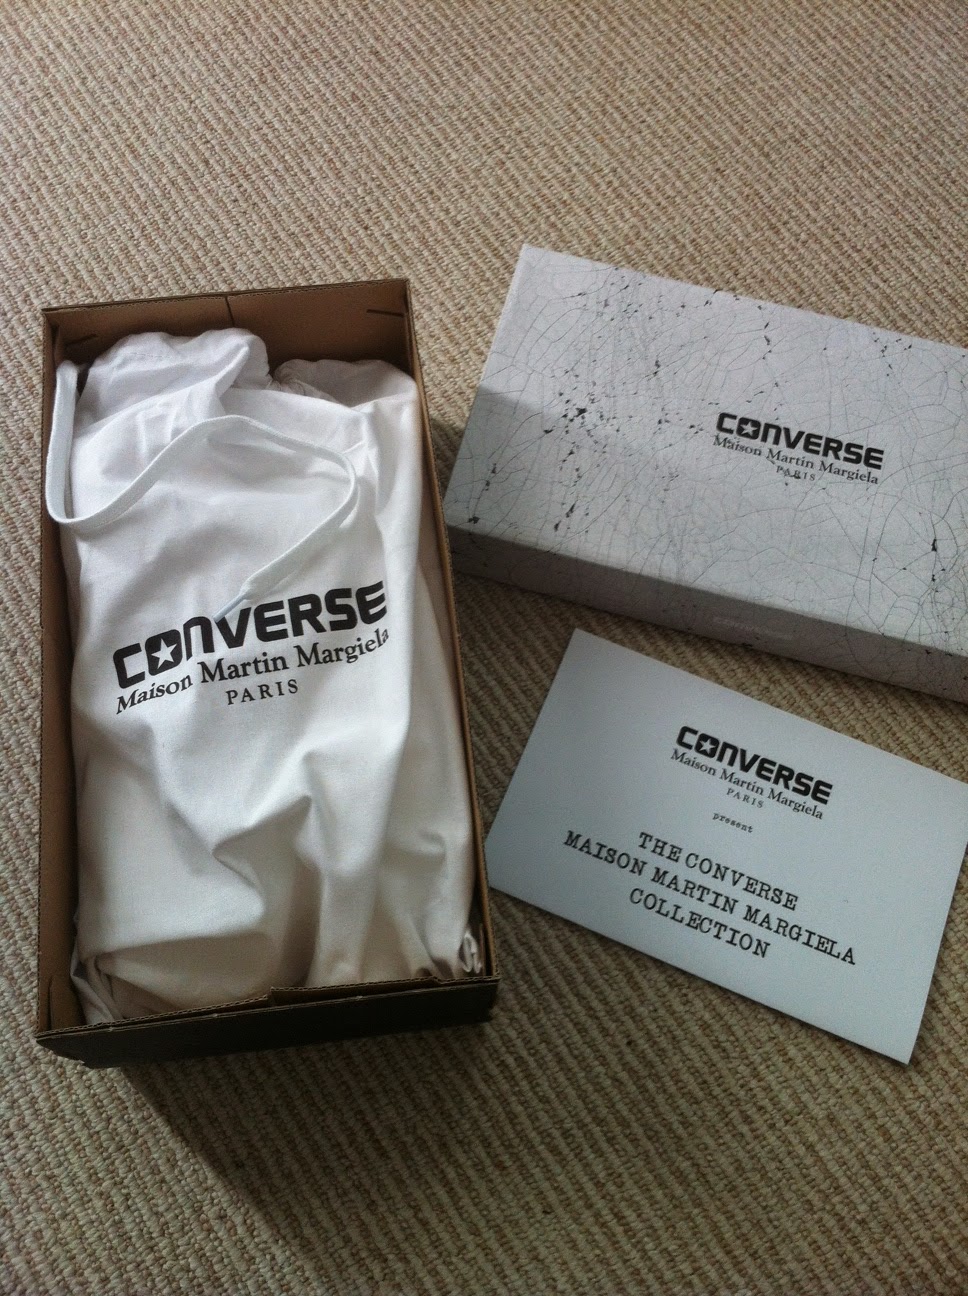 CONVERSE
Maison Martin Margiela
PARIS
CONVERSE
Maison Martin Margiela
PARIS
CONVERSE
Maison Martin Margiela
PARIS
present
THE CONVERSE
MAISON MARTIN MARGIELA
COLLECTION